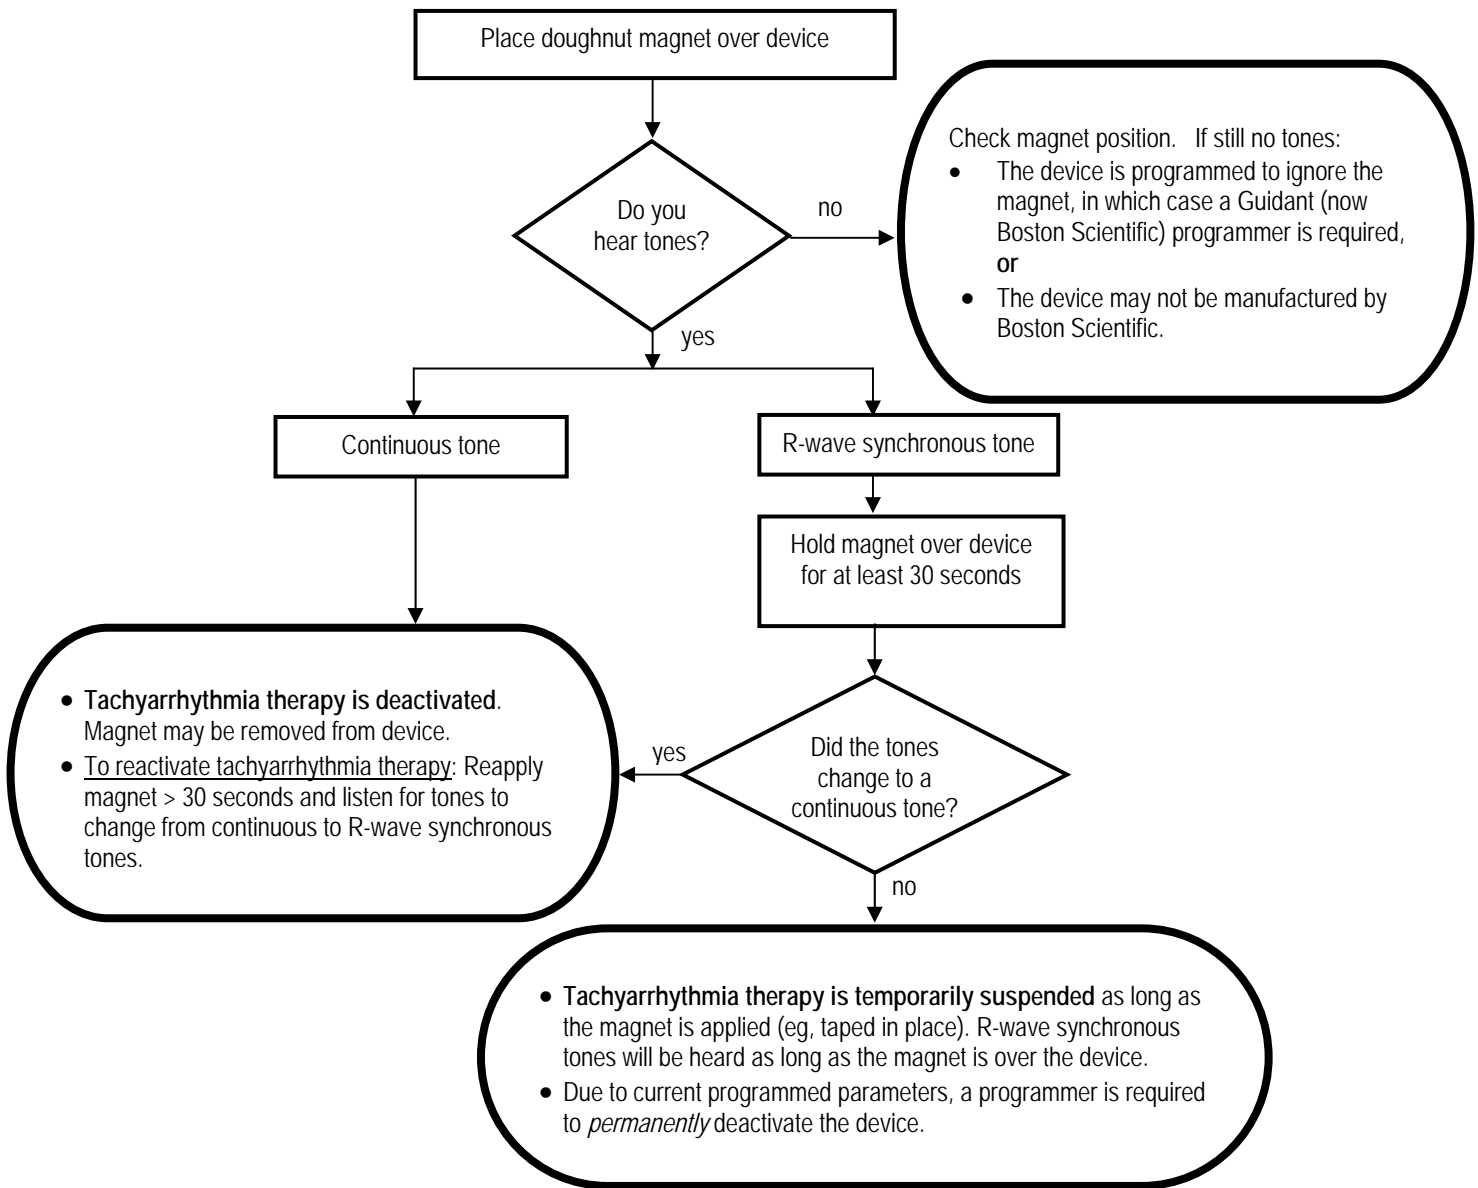 Place doughnut magnet over device
Do you
hear tones?
no
Check magnet position. If still no tones:
• The device is programmed to ignore the
magnet, in which case a Guidant (now
Boston Scientific) programmer is required,
or
• The device may not be manufactured by
Boston Scientific.
yes
Continuous tone
R-wave synchronous tone
Hold magnet over device
for at least 30 seconds
• Tachyarrhythmia therapy is deactivated.
Magnet may be removed from device.
• To reactivate tachyarrhythmia therapy: Reapply
magnet > 30 seconds and listen for tones to
change from continuous to R-wave synchronous
tones.
yes
Did the tones
change to a
continuous tone?
no
• Tachyarrhythmia therapy is temporarily suspended as long as
the magnet is applied (eg, taped in place). R-wave synchronous
tones will be heard as long as the magnet is over the device.
• Due to current programmed parameters, a programmer is required
to permanently deactivate the device.